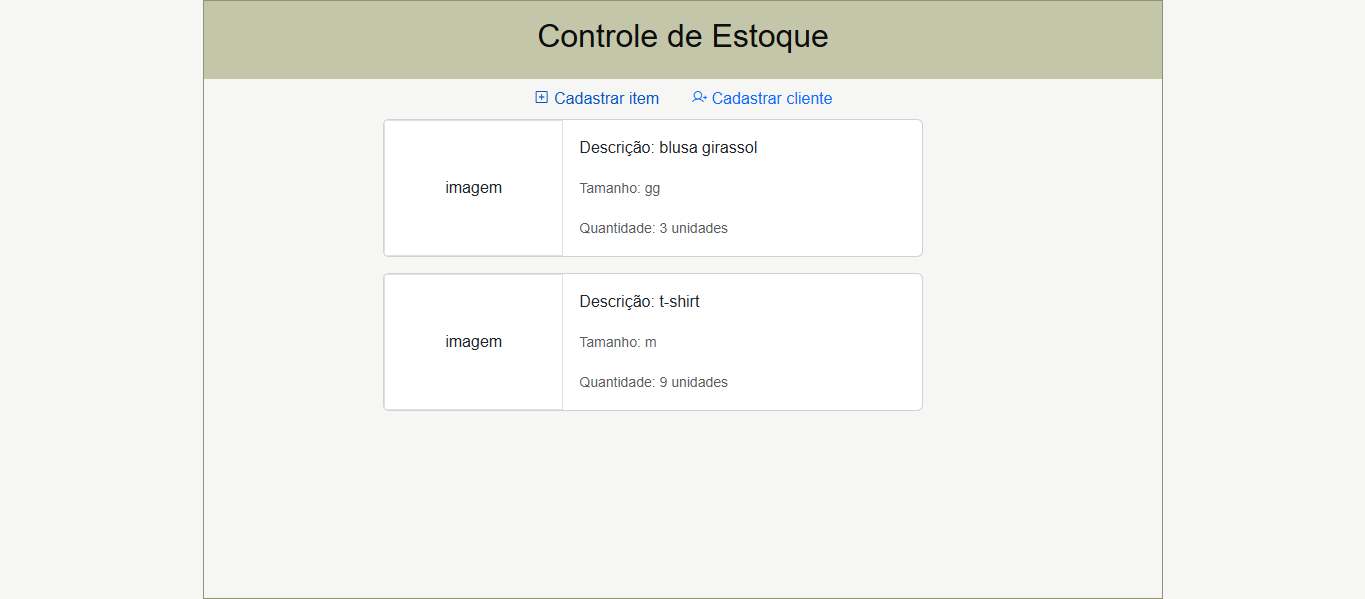 Controle de Estoque
Cadastrar item Cadastrar cliente
Descrição: blusa girassol
imagem
Tamanho: gg
Quantidade: 3 unidades
Descrição: t-shirt
imagem
Tamanho: m
Quantidade: 9 unidades